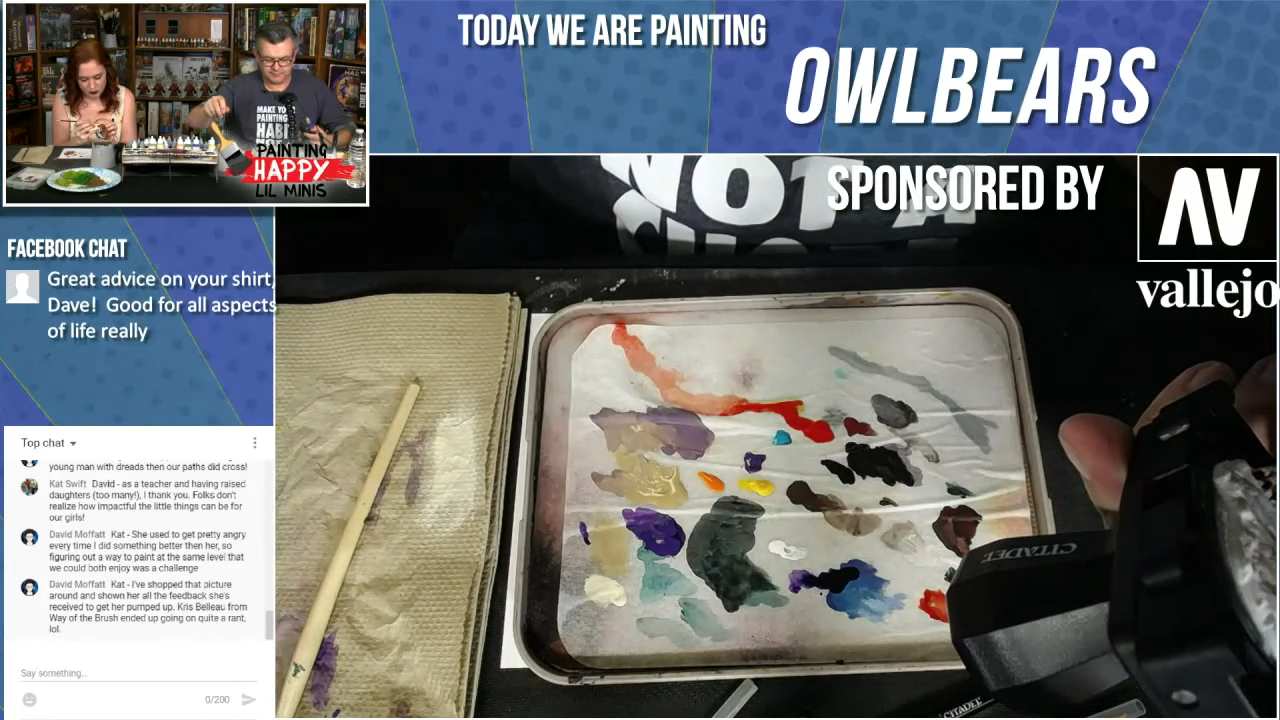 TODAY WE ARE PAINTING
OWLBEARS
MAKE YO
PAINTING
HABI
PAINTING
HAPPY
LIL MINIS
SPONSORED BY
vallejo
NOT A
FACEBOOK CHAT
Great advice on your shirt,
Dave! Good for all aspects
of life really
Top chat
young man with dreads then our paths did cross!
Kat Swift David - as a teacher and having raised
daughters (too many!), I thank you. Folks don't
realize how impactful the little things can be for
our girls!
David Moffatt Kat - She used to get pretty angry
every time I did something better then her, so
figuring out a way to paint at the same level that
we could both enjoy was a challenge
David Moffatt Kat - I've shopped that picture
around and shown her all the feedback she's
received to get her pumped up. Kris Belleau from
Way of the Brush ended up going on quite a rant,
lol.
Say something...
0/200
CITADEL
CITADEL